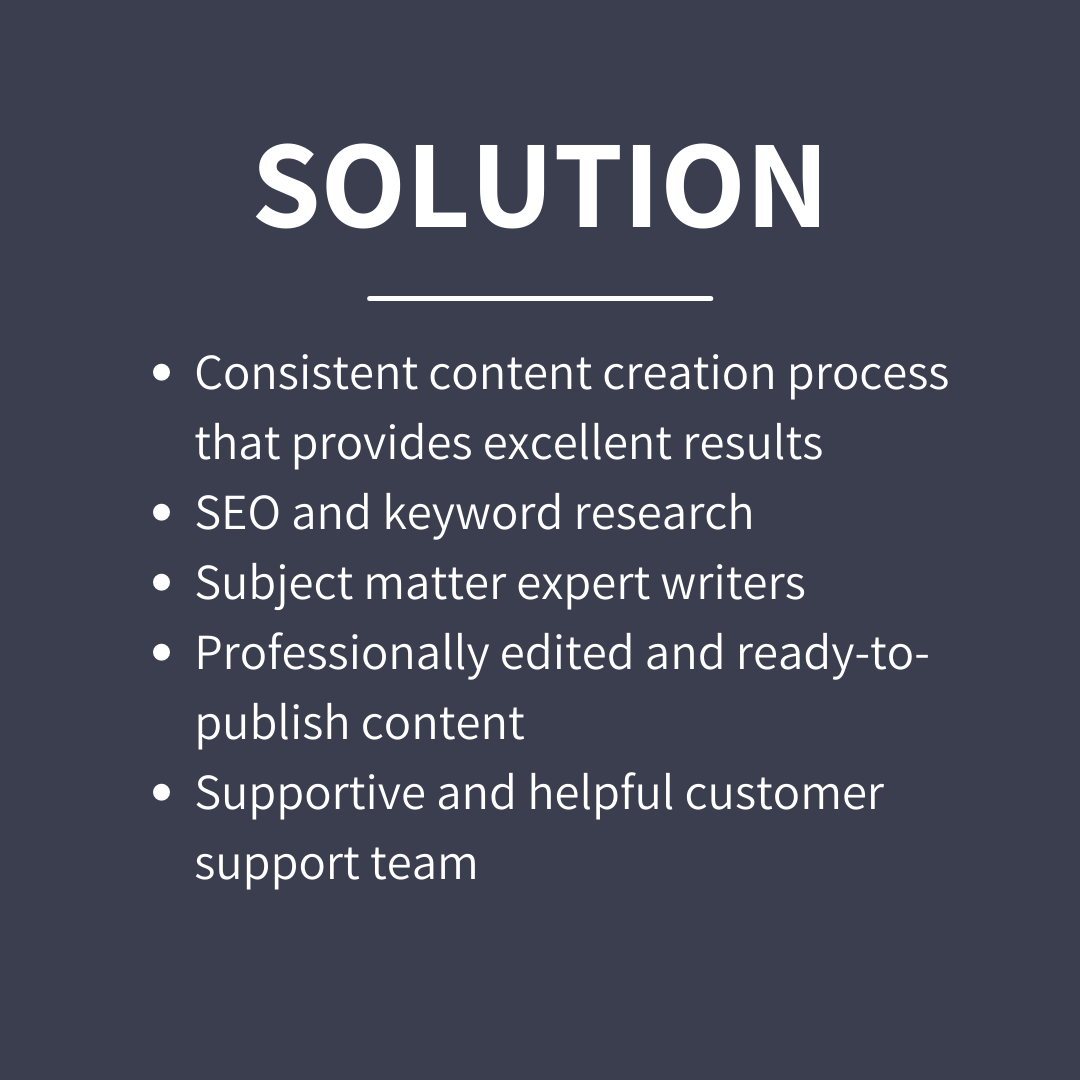 SOLUTION
• Consistent content creation process
that provides excellent results
• SEO and keyword research
• Subject matter expert writers
• Professionally edited and ready-to-
publish content
• Supportive and helpful customer
support team